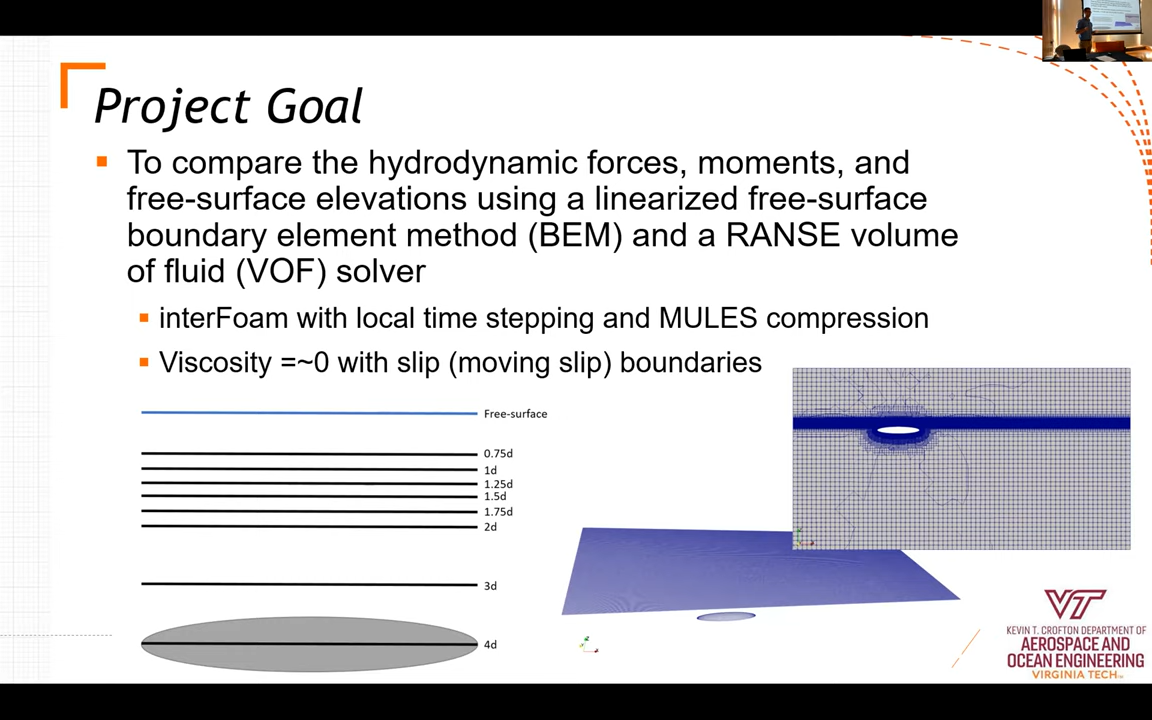 Project Goal
To compare the hydrodynamic forces, moments, and
free-surface elevations using a linearized free-surface
boundary element method (BEM) and a RANSE volume
of fluid (VOF) solver
interFoam with local time stepping and MULES compression
Viscosity =~0 with slip (moving slip) boundaries
Free-surface
0.75d
1d
1.25d
1.5d
1.75d
2d
3d
4d
VT
KEVIN T. CROFTON DEPARTMENT OF
AEROSPACE AND
OCEAN ENGINEERING
VIRGINIA TECH